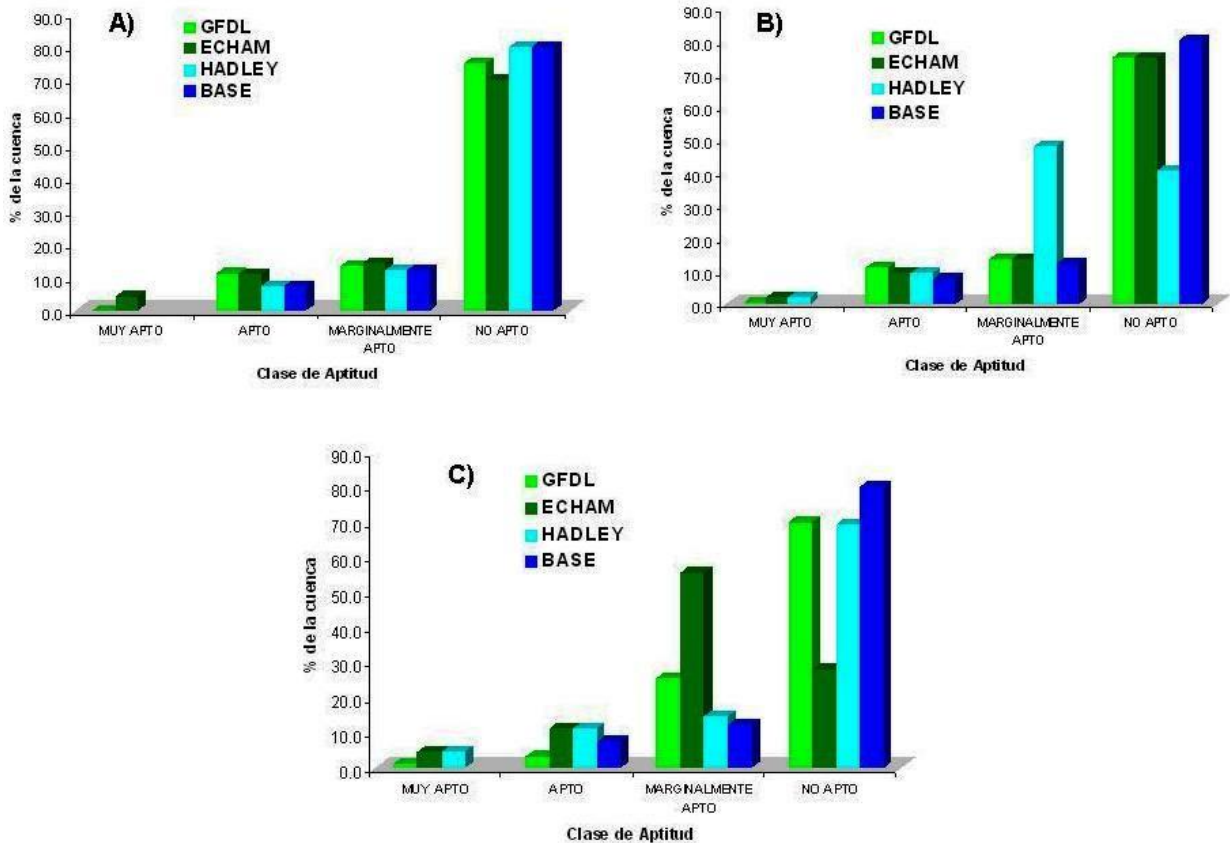 A)
GFDL
ECHAM
HADLEY
BASE
% de la cuenca
90.0
80.0
70.0
60.0
50.0
40.0
30.0
20.0
10.0
0.0
MUY APTO
APTO
MARGINALMENTE
APTO
NO APTO
Clase de Aptitud
B)
GFDL
ECHAM
HADLEY
BASE
% de la cuenca
90.0
80.0
70.0
60.0
50.0
40.0
30.0
20.0
10.0
0.0
MUY APTO
APTO
MARGINALMENTE
APTO
NO APTO
Clase de Aptitud
C)
GFDL
ECHAM
HADLEY
BASE
% de la cuenca
90.0
80.0
70.0
60.0
50.0
40.0
30.0
20.0
10.0
0.0
MUY APTO
APTO
MARGINALMENTE
APTO
NO APTO
Clase de Aptitud